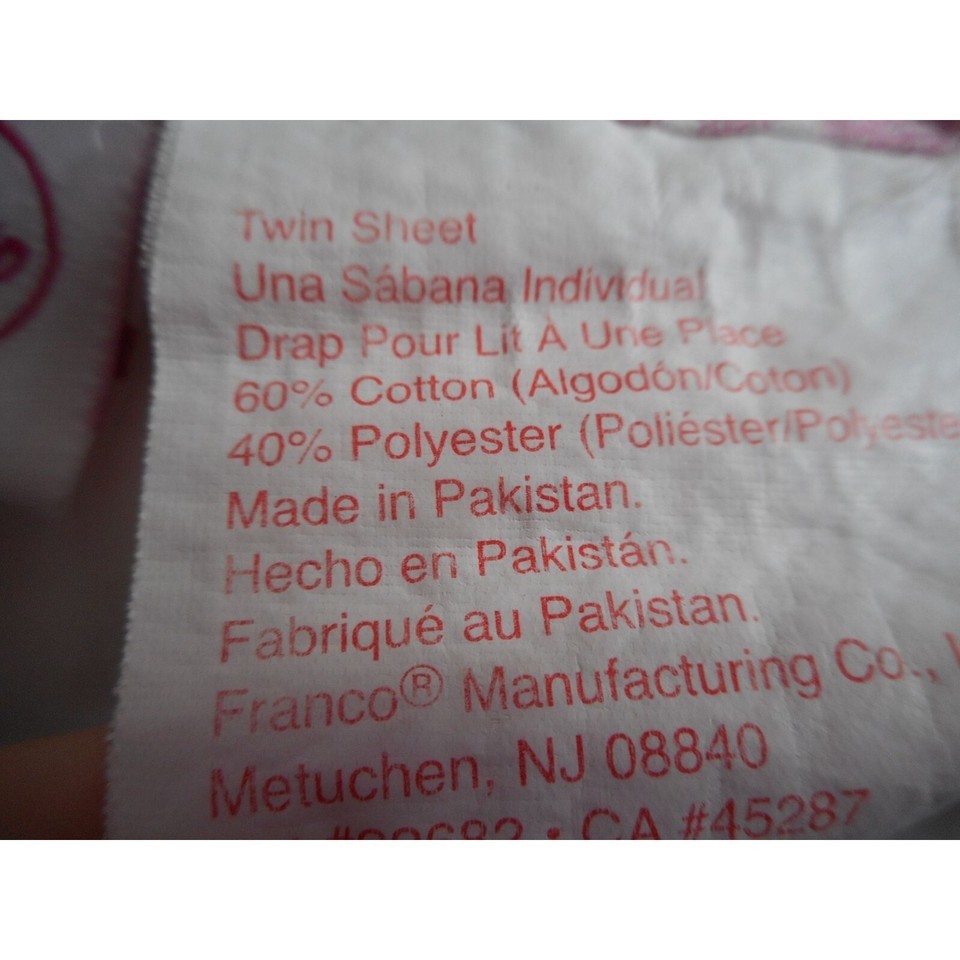 Twin Sheet
Una Sábana Individual
Drap Pour Lit À Une Place
60% Cotton (Algodón/Coton)
40% Polyester (Poliéster/Polyeste
Made in Pakistan.
Hecho en Pakistán.
Fabriqué au Pakistan.
Franco® Manufacturing Co.,
Metuchen, NJ 08840
CA #45287